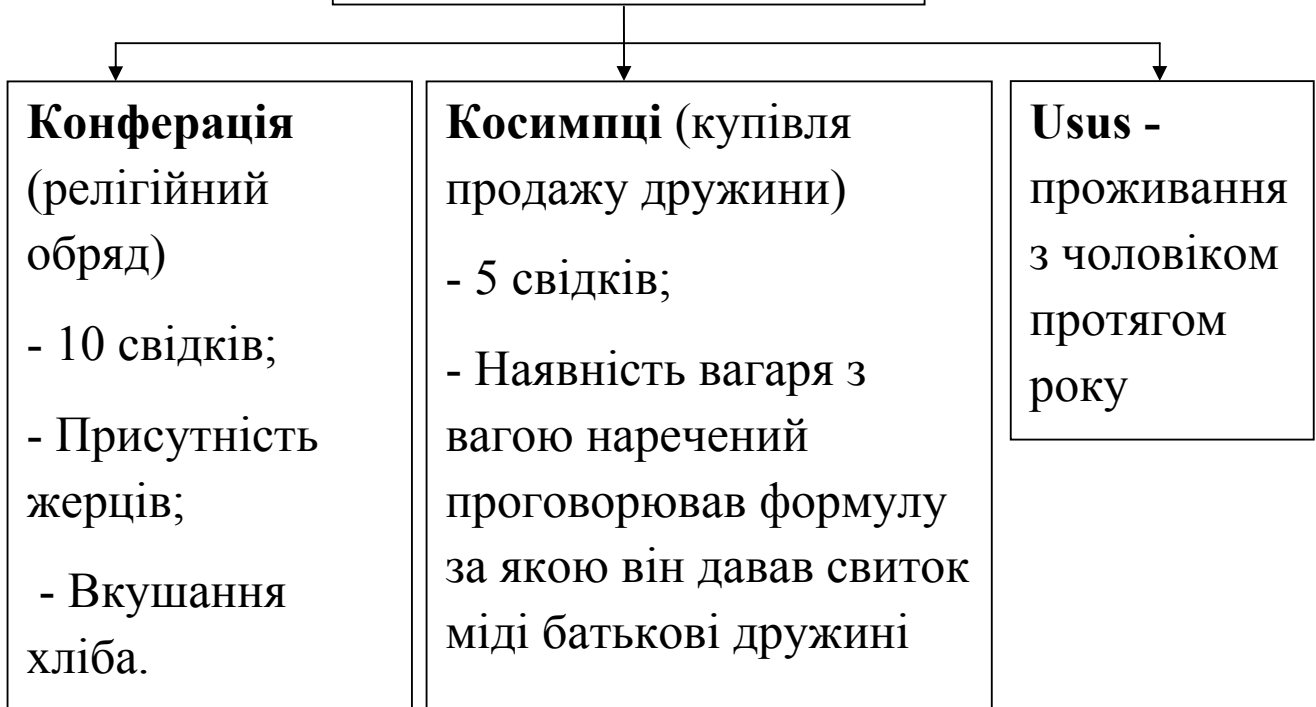 Конферація
(релігійний
обряд)
- 10 свідків;
- Присутність
жерців;
- Вкушання
хліба.
Косимпці (купівля
продажу дружини)
- 5 свідків;
- Наявність вагаря з
вагою наречений
проговорював формулу
за якою він давав свиток
міді батькові дружині
Usus -
проживання
з чоловіком
протягом
року